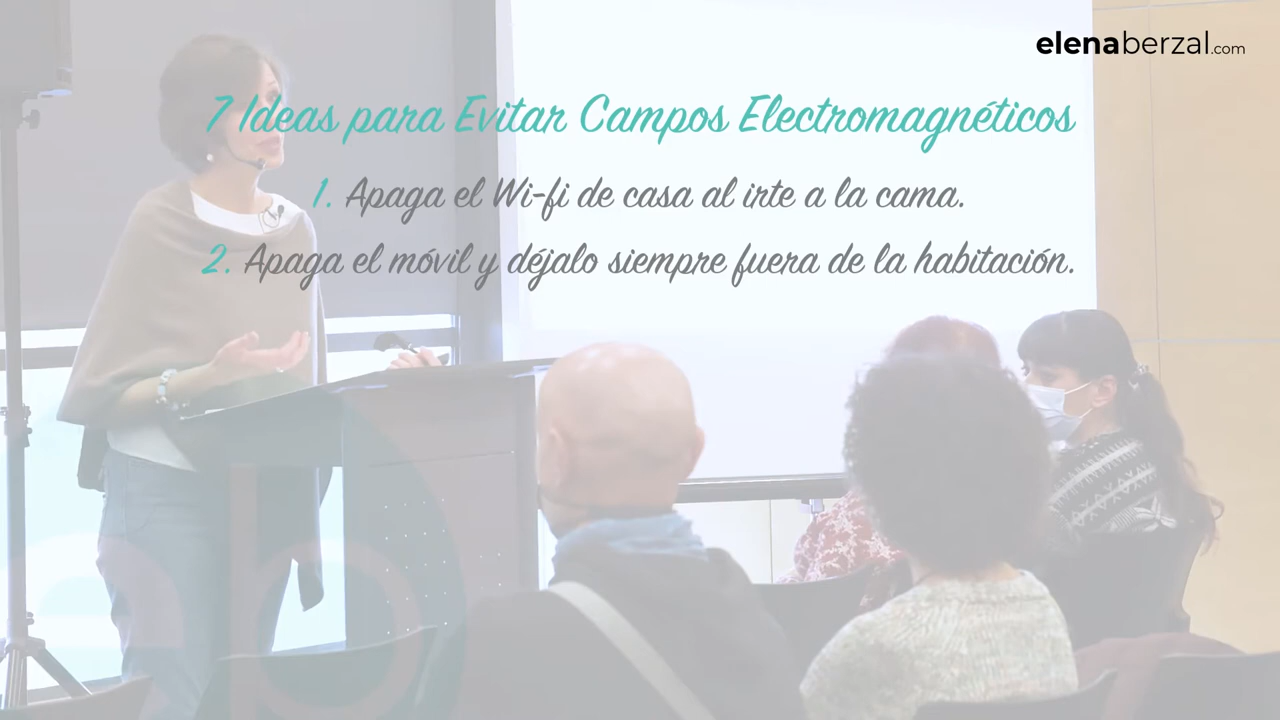 elenaberzal.com
7 Ideas para Evitar Campos Electromagnéticos
1. Apaga el Wi-fi de casa al irte a la cama.
2. Apaga el móvil y déjalo siempre fuera de la habitación.